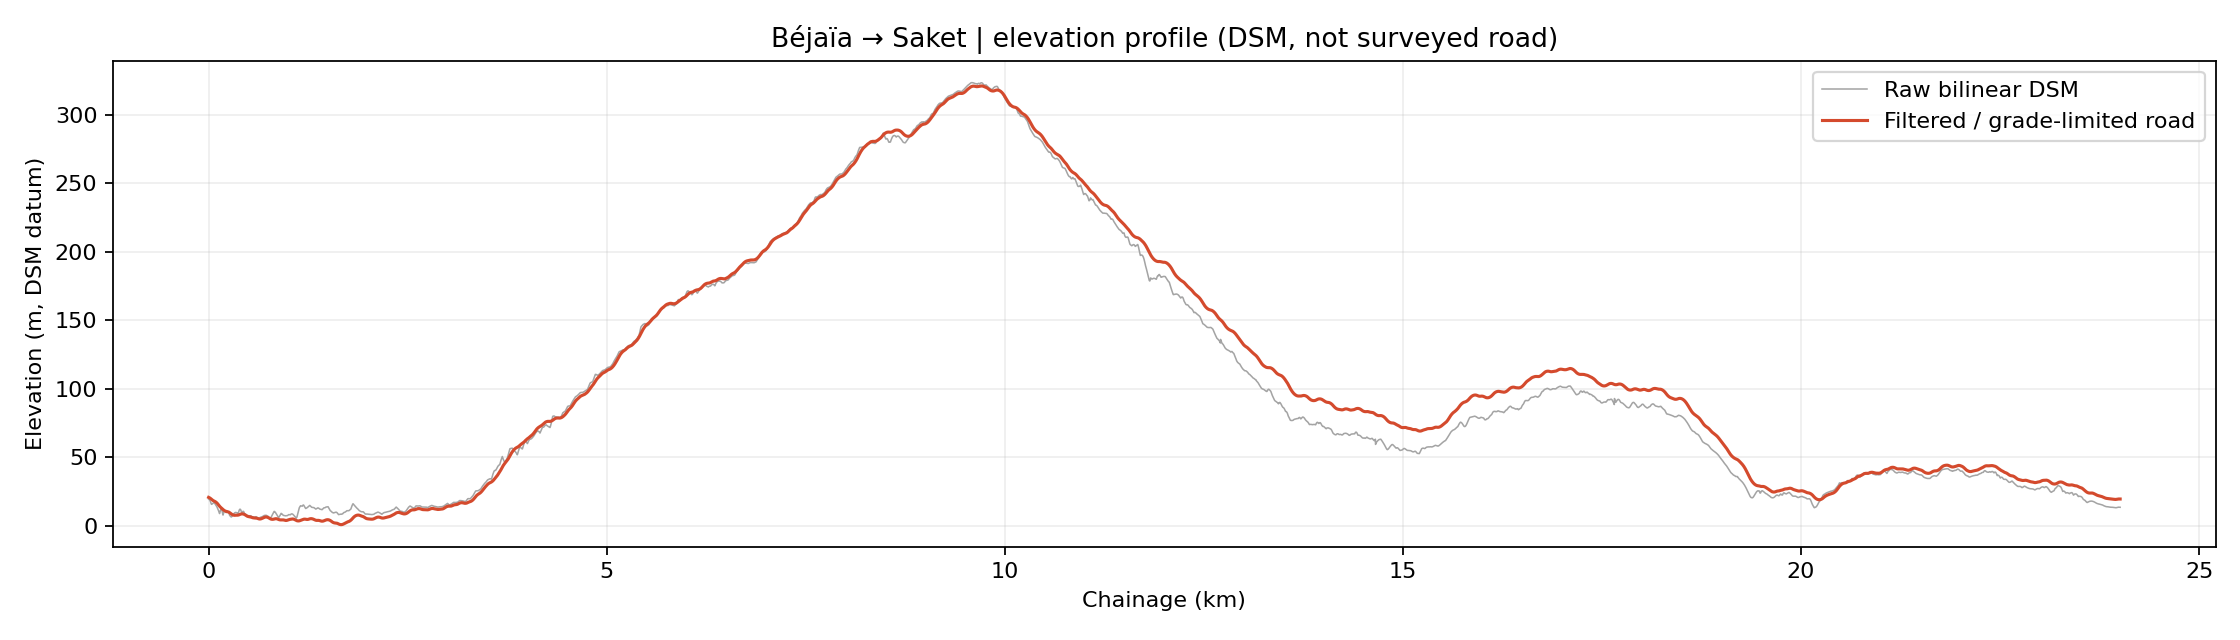 Béjaïa → Saket | elevation profile (DSM, not surveyed road)
Raw bilinear DSM
Filtered / grade-limited road
Elevation (m, DSM datum)
300
250
200
150
100
50
0
0 5 10 15 20 25
Chainage (km)